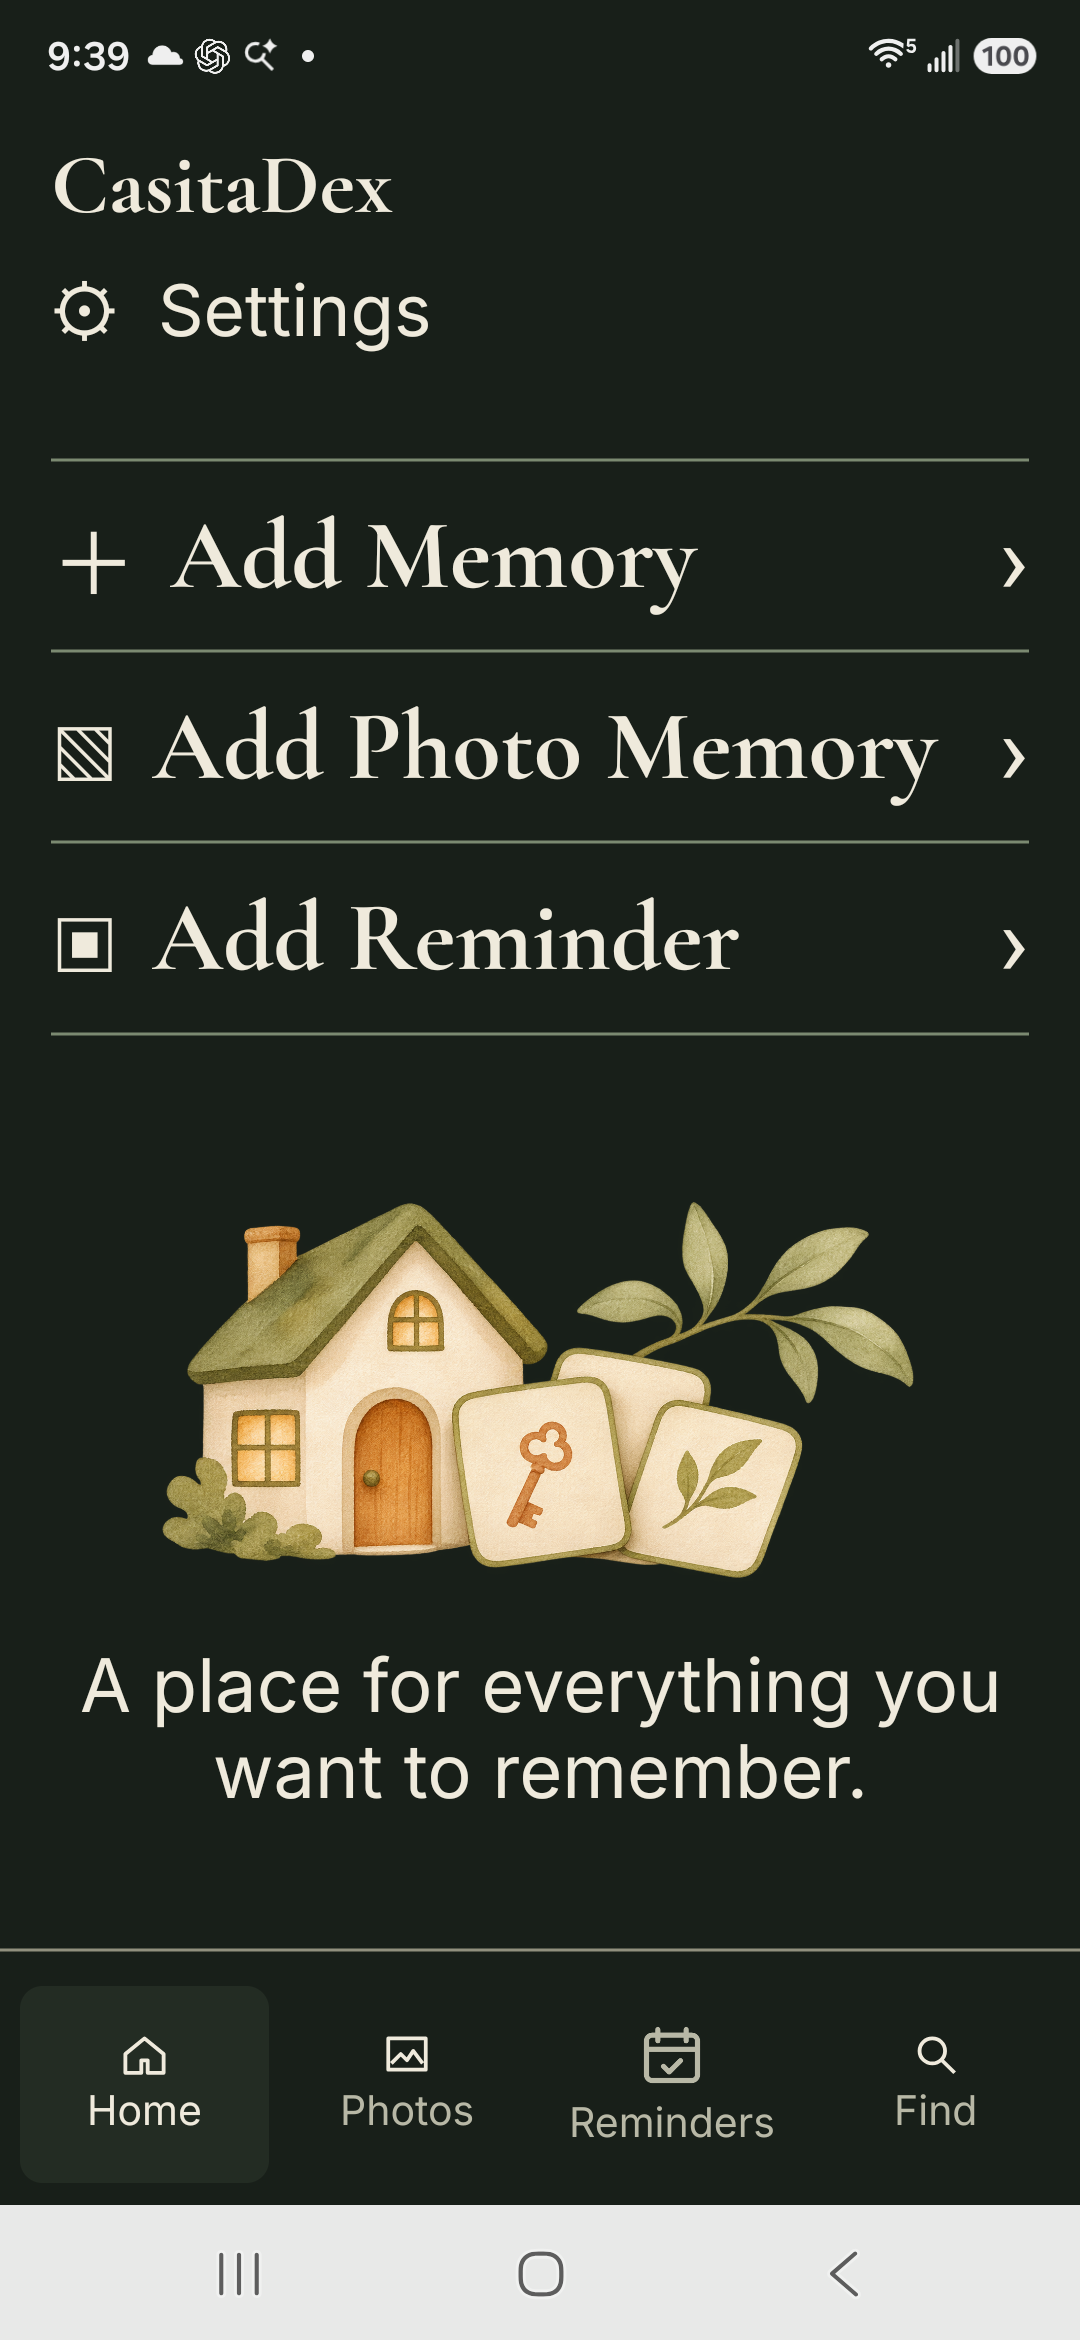 9:39
5
100
CasitaDex
Settings
Add Memory
Add Photo Memory
Add Reminder
A place for everything you
want to remember.
Home
Photos
Reminders
Find